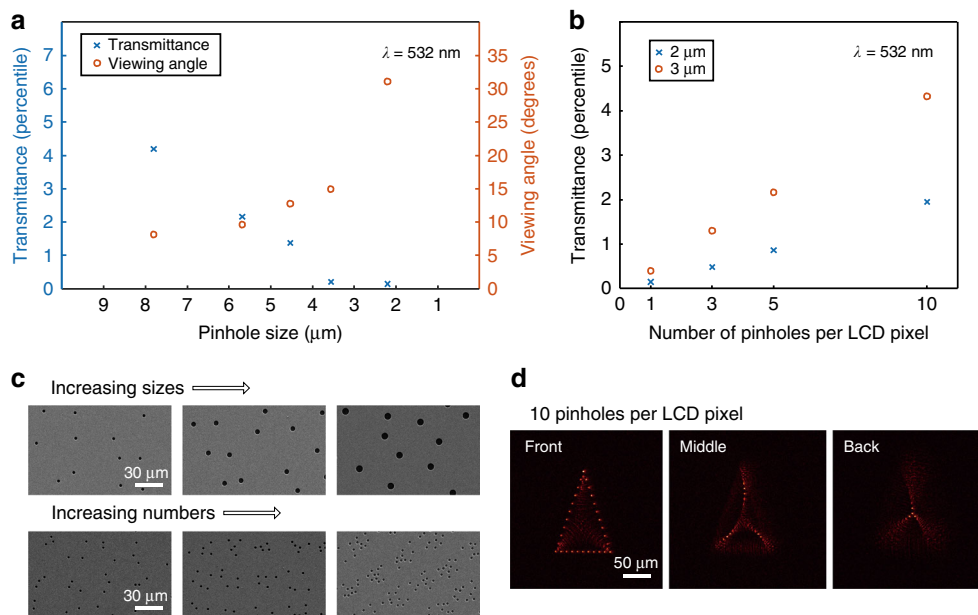 a
Transmittance
Viewing angle
λ = 532 nm
Transmittance (percentile)
7
6
5
4
3
2
1
0
35
30
25
20
15
10
5
0
Viewing angle (degrees)
9 8 7 6 5 4 3 2 1
Pinhole size (μm)
b
2 μm
3 μm
λ = 532 nm
Transmittance (percentile)
5
4
3
2
1
0
0 1 3 5 10
Number of pinholes per LCD pixel
c
Increasing sizes
30 μm
Increasing numbers
30 μm
d
10 pinholes per LCD pixel
Front
Middle
Back
50 μm